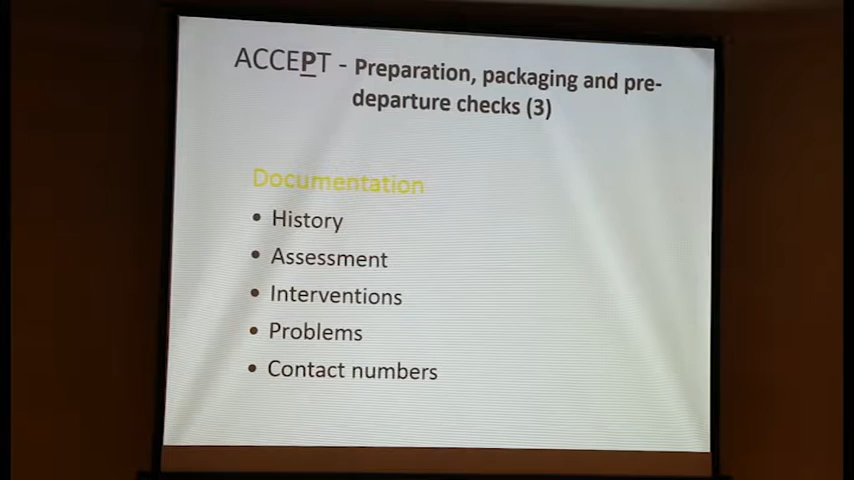 ACCEPT - Preparation, packaging and pre-
departure checks (3)
Documentation
• History
• Assessment
• Interventions
• Problems
• Contact numbers